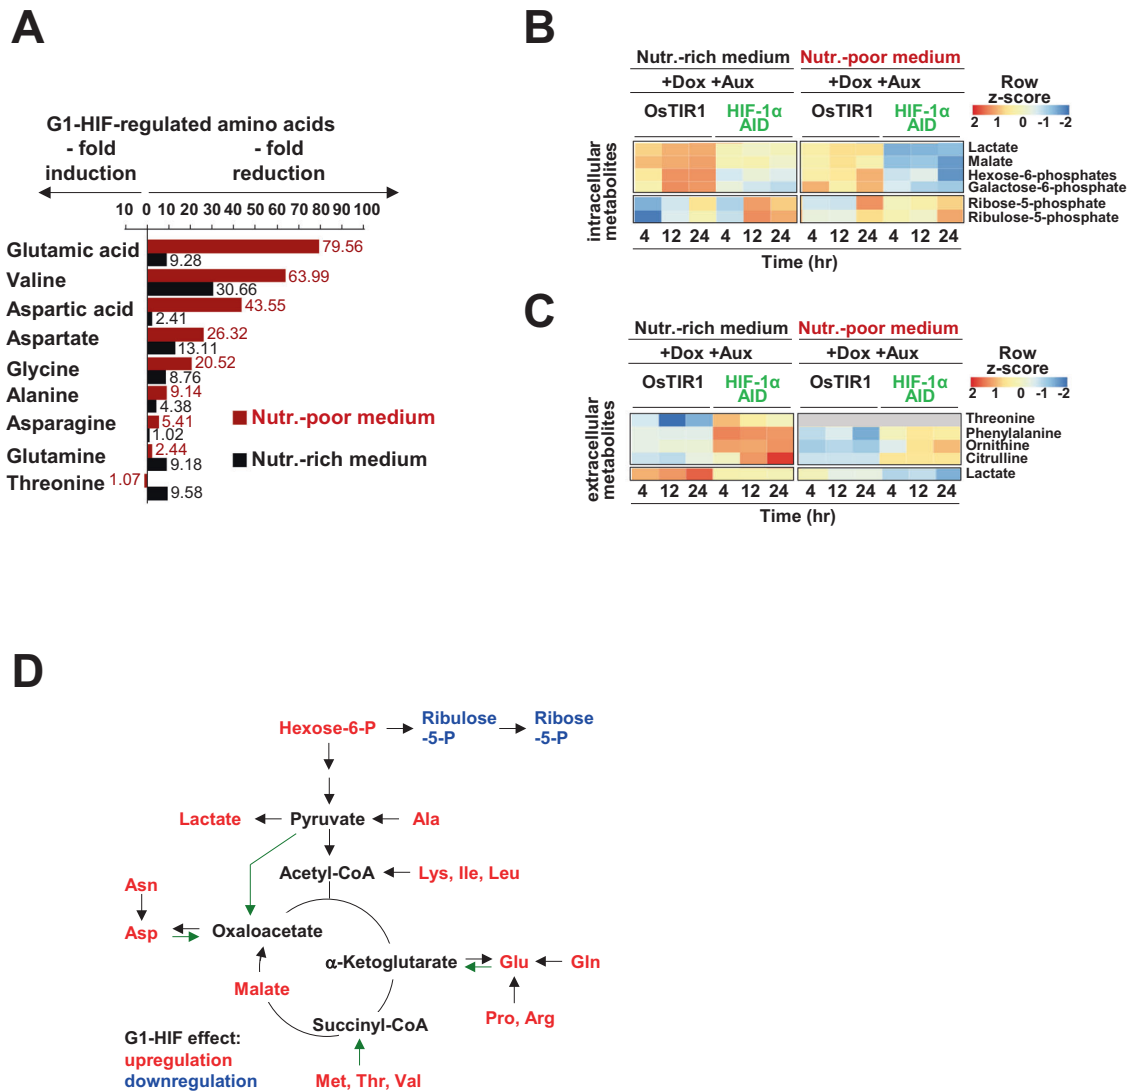 A
G1-HIF-regulated amino acids
- fold
induction
- fold
reduction
10 0 10 20 30 40 50 60 70 80 90 100
Glutamic acid 79.56
9.28
Valine 63.99
30.66
Aspartic acid 43.55
2.41
Aspartate 26.32
13.11
Glycine 20.52
8.76
Alanine 9.14
4.38
Asparagine 5.41
1.02
Glutamine 2.44
9.18
Threonine 1.07
9.58
Nutr.-poor medium
Nutr.-rich medium
B
Nutr.-rich medium Nutr.-poor medium
+Dox +Aux +Dox +Aux
OsTIR1 HIF-1α
AID
OsTIR1 HIF-1α
AID
Row
z-score
2 1 0 -1 -2
intracellular
metabolites
Lactate
Malate
Hexose-6-phosphates
Galactose-6-phosphate
Ribose-5-phosphate
Ribulose-5-phosphate
4 12 24 4 12 24 4 12 24 4 12 24
Time (hr)
C
Nutr.-rich medium Nutr.-poor medium
+Dox +Aux +Dox +Aux
OsTIR1 HIF-1α
AID
OsTIR1 HIF-1α
AID
Row
z-score
2 1 0 -1 -2
extracellular
metabolites
Threonine
Phenylalanine
Ornithine
Citrulline
Lactate
4 12 24 4 12 24 4 12 24 4 12 24
Time (hr)
D
Hexose-6-P
Ribulose
-5-P
Ribose
-5-P
Lactate Pyruvate Ala
Acetyl-CoA Lys, Ile, Leu
Asn
Asp Oxaloacetate
α-Ketoglutarate Glu Gln
Malate
Pro, Arg
Succinyl-CoA
Met, Thr, Val
G1-HIF effect:
upregulation
downregulation